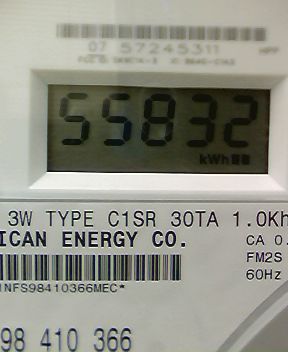 07 57245311
55832
kWh
3W TYPE C1SR 30TA 1.0Kh
ICAN ENERGY CO.
CA 0.
FM2S
60Hz
1NFS98410366MEC*
98 410 366